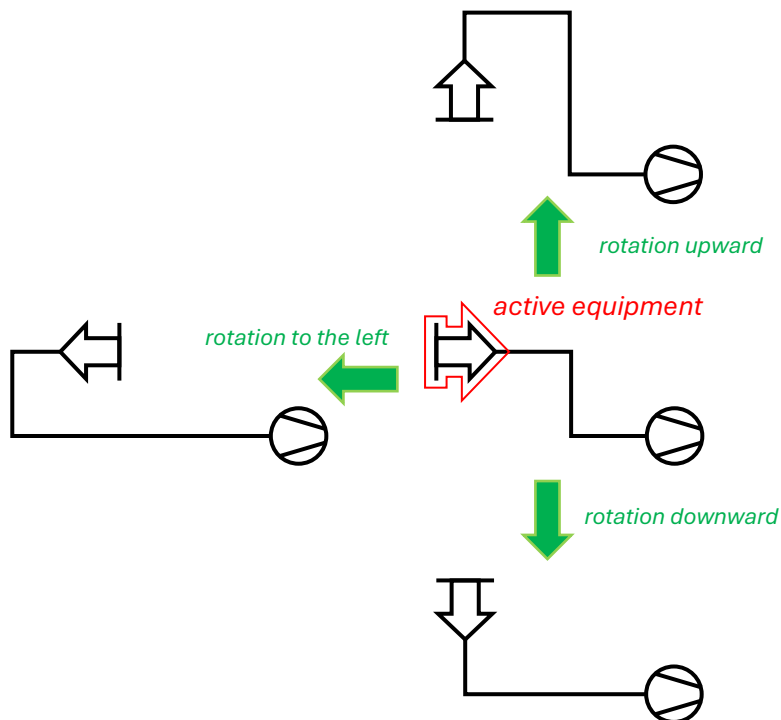 rotation upward
active equipment
rotation to the left
rotation downward